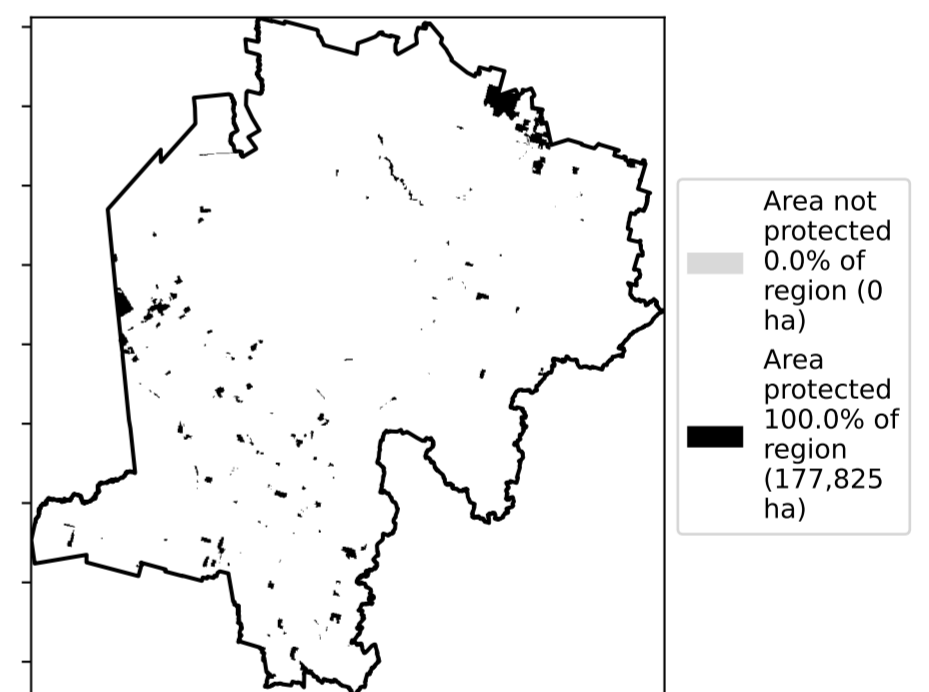 Area not
protected
0.0% of
region (0
ha)
Area
protected
100.0% of
region
(177,825
ha)